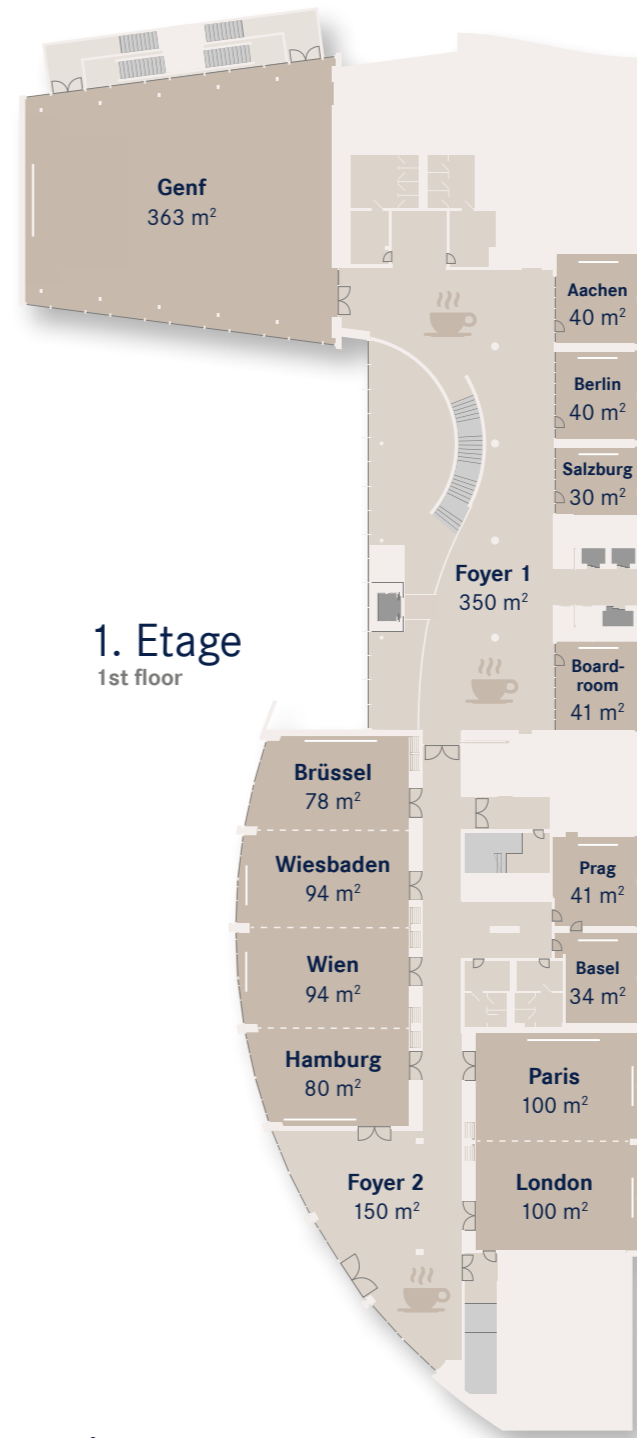 Genf
363 m²
Aachen
40 m²
Berlin
40 m²
Salzburg
30 m²
Foyer 1
350 m²
1. Etage
1st floor
Board-
room
41 m²
Brüssel
78 m²
Wiesbaden
94 m²
Prag
41 m²
Wien
94 m²
Basel
34 m²
Hamburg
80 m²
Paris
100 m²
Foyer 2
150 m²
London
100 m²